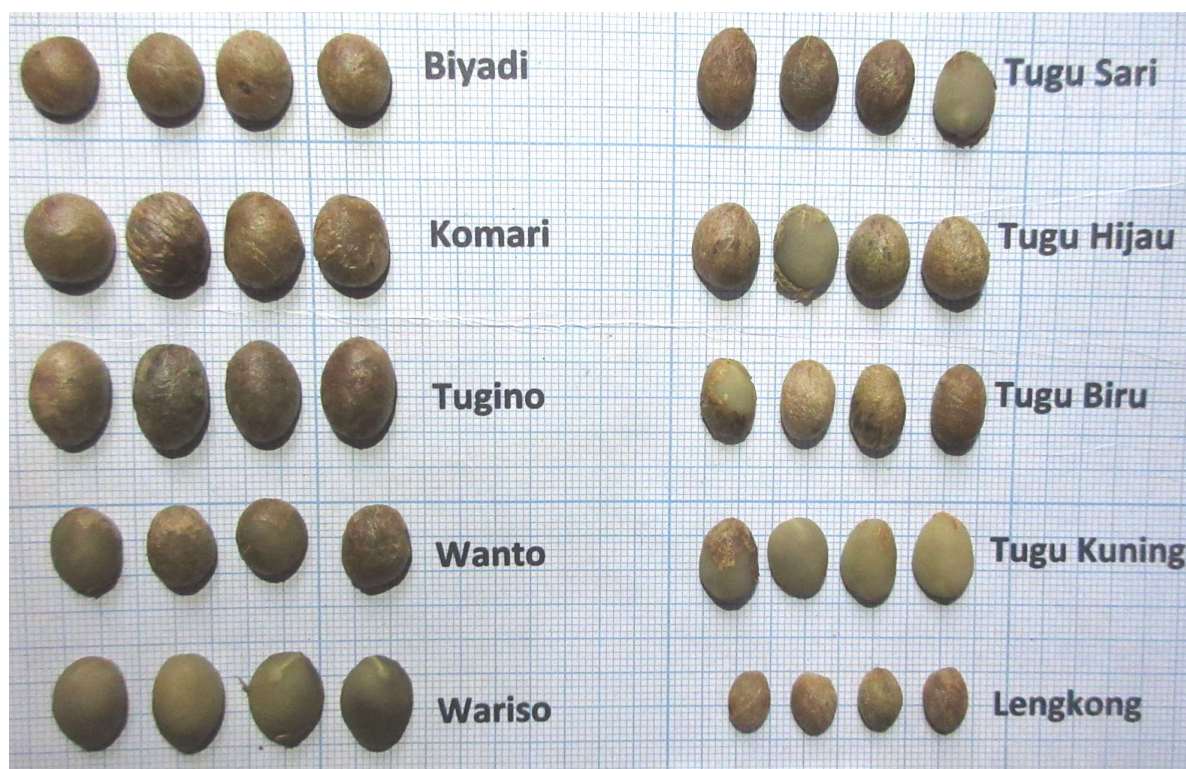 Biyadi
Komari
Tugino
Wanto
Wariso
Tugu Sari
Tugu Hijau
Tugu Biru
Tugu Kuning
Lengkong